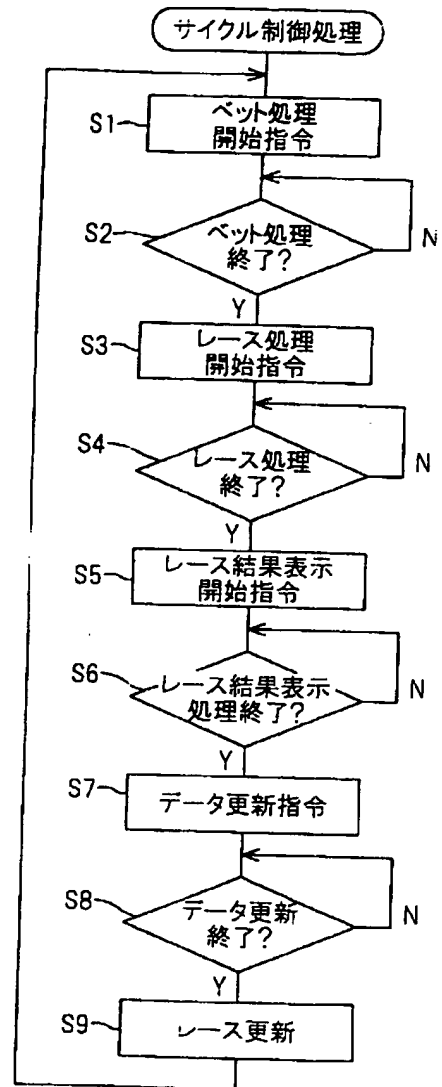 サイクル制御処理
S1
ベット処理
開始指令
S2
ベット処理
終了?
N
Y
S3
レース処理
開始指令
S4
レース処理
終了?
N
Y
S5
レース結果表示
開始指令
S6
レース結果表示
処理終了?
N
Y
S7
データ更新指令
S8
データ更新
終了?
N
Y
S9
レース更新